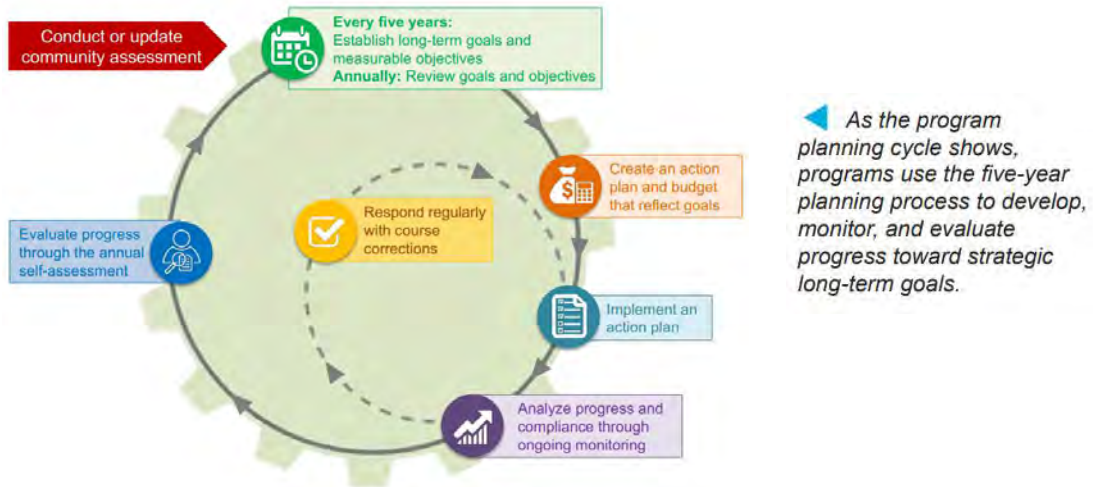 Conduct or update
community assessment
Every five years:
Establish long-term goals and
measurable objectives
Annually: Review goals and objectives
Create an action
plan and budget
that reflect goals
Respond regularly
with course
corrections
Evaluate progress
through the annual
self-assessment
Implement an
action plan
Analyze progress and
compliance through
ongoing monitoring
As the program
planning cycle shows,
programs use the five-year
planning process to develop,
monitor, and evaluate
progress toward strategic
long-term goals.